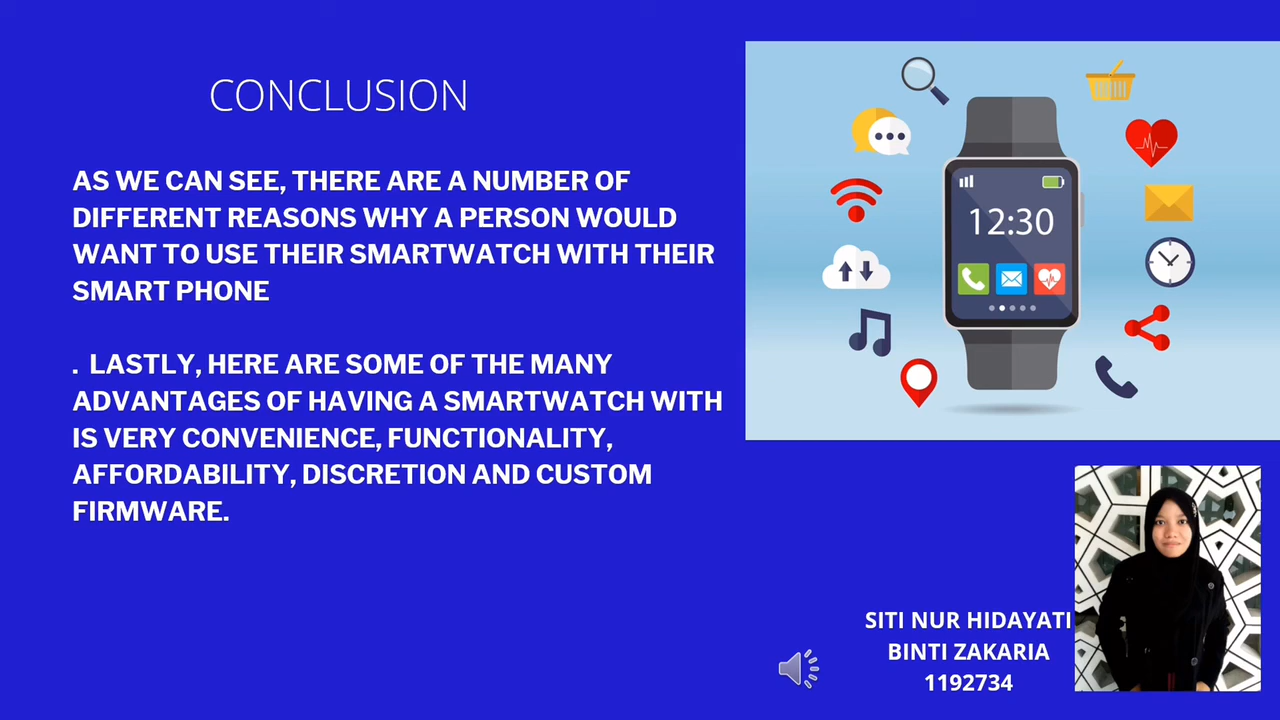 CONCLUSION
AS WE CAN SEE, THERE ARE A NUMBER OF
DIFFERENT REASONS WHY A PERSON WOULD
WANT TO USE THEIR SMARTWATCH WITH THEIR
SMART PHONE
. LASTLY, HERE ARE SOME OF THE MANY
ADVANTAGES OF HAVING A SMARTWATCH WITH
IS VERY CONVENIENCE, FUNCTIONALITY,
AFFORDABILITY, DISCRETION AND CUSTOM
FIRMWARE.
12:30
SITI NUR HIDAYATI
BINTI ZAKARIA
1192734